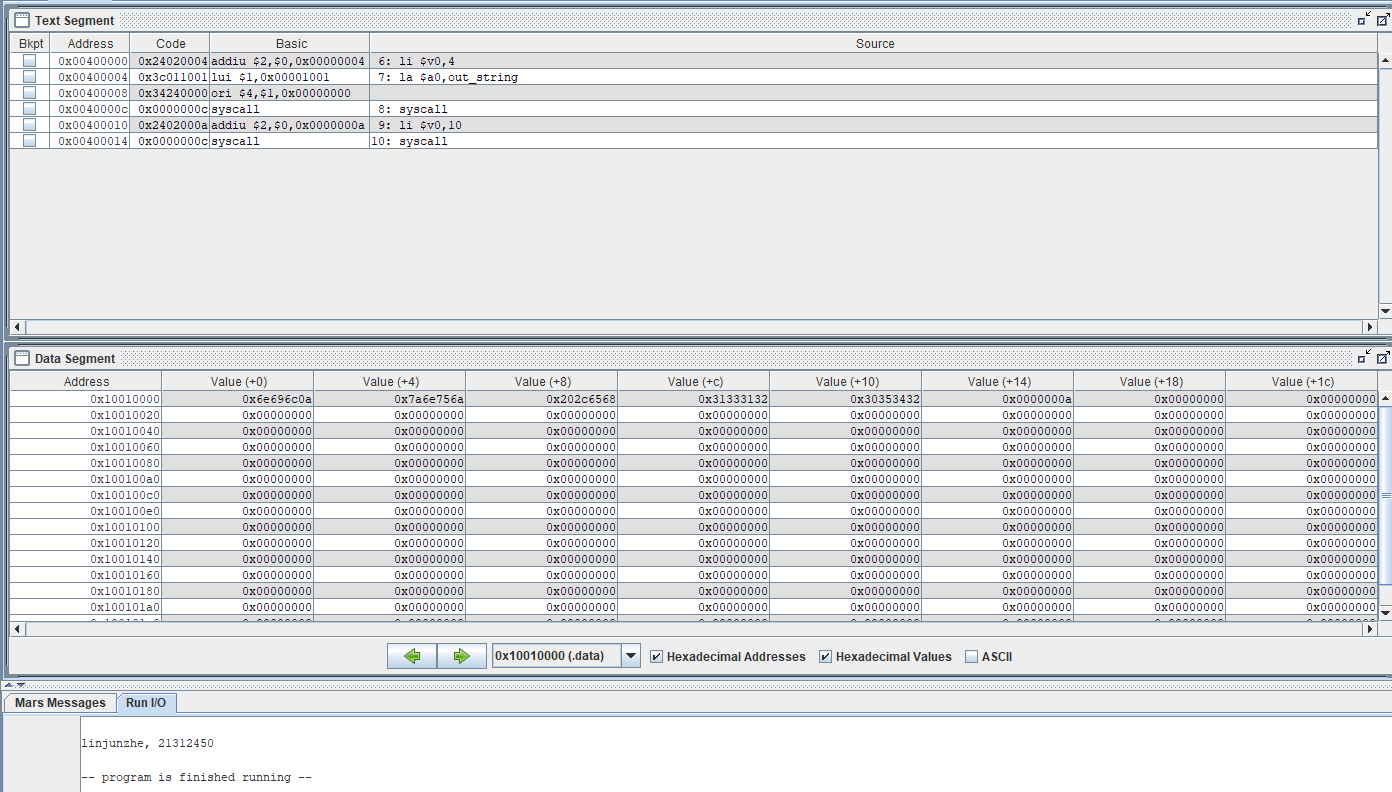 Text Segment
Bkpt Address Code Basic Source
0x00400000 0x24020004 addiu $2,$0,0x00000004 6: li $v0,4
0x00400004 0x3c011001 lui $1,0x00001001 7: la $a0,out_string
0x00400008 0x34240000 ori $4,$1,0x00000000
0x0040000c 0x0000000c syscall 8: syscall
0x00400010 0x2402000a addiu $2,$0,0x0000000a 9: li $v0,10
0x00400014 0x0000000c syscall 10: syscall
Data Segment
Address Value (+0) Value (+4) Value (+8) Value (+c) Value (+10) Value (+14) Value (+18) Value (+1c)
0x10010000 0x6e696c0a 0x7a6e756a 0x202c6568 0x31333132 0x30353432 0x0000000a 0x00000000 0x00000000
0x10010020 0x00000000 0x00000000 0x00000000 0x00000000 0x00000000 0x00000000 0x00000000 0x00000000
0x10010040 0x00000000 0x00000000 0x00000000 0x00000000 0x00000000 0x00000000 0x00000000 0x00000000
0x10010060 0x00000000 0x00000000 0x00000000 0x00000000 0x00000000 0x00000000 0x00000000 0x00000000
0x10010080 0x00000000 0x00000000 0x00000000 0x00000000 0x00000000 0x00000000 0x00000000 0x00000000
0x100100a0 0x00000000 0x00000000 0x00000000 0x00000000 0x00000000 0x00000000 0x00000000 0x00000000
0x100100c0 0x00000000 0x00000000 0x00000000 0x00000000 0x00000000 0x00000000 0x00000000 0x00000000
0x100100e0 0x00000000 0x00000000 0x00000000 0x00000000 0x00000000 0x00000000 0x00000000 0x00000000
0x10010100 0x00000000 0x00000000 0x00000000 0x00000000 0x00000000 0x00000000 0x00000000 0x00000000
0x10010120 0x00000000 0x00000000 0x00000000 0x00000000 0x00000000 0x00000000 0x00000000 0x00000000
0x10010140 0x00000000 0x00000000 0x00000000 0x00000000 0x00000000 0x00000000 0x00000000 0x00000000
0x10010160 0x00000000 0x00000000 0x00000000 0x00000000 0x00000000 0x00000000 0x00000000 0x00000000
0x10010180 0x00000000 0x00000000 0x00000000 0x00000000 0x00000000 0x00000000 0x00000000 0x00000000
0x100101a0 0x00000000 0x00000000 0x00000000 0x00000000 0x00000000 0x00000000 0x00000000 0x00000000
0x10010000 (.data) Hexadecimal Addresses Hexadecimal Values ASCII
Mars Messages Run I/O
linjunzhe, 21312450
-- program is finished running --